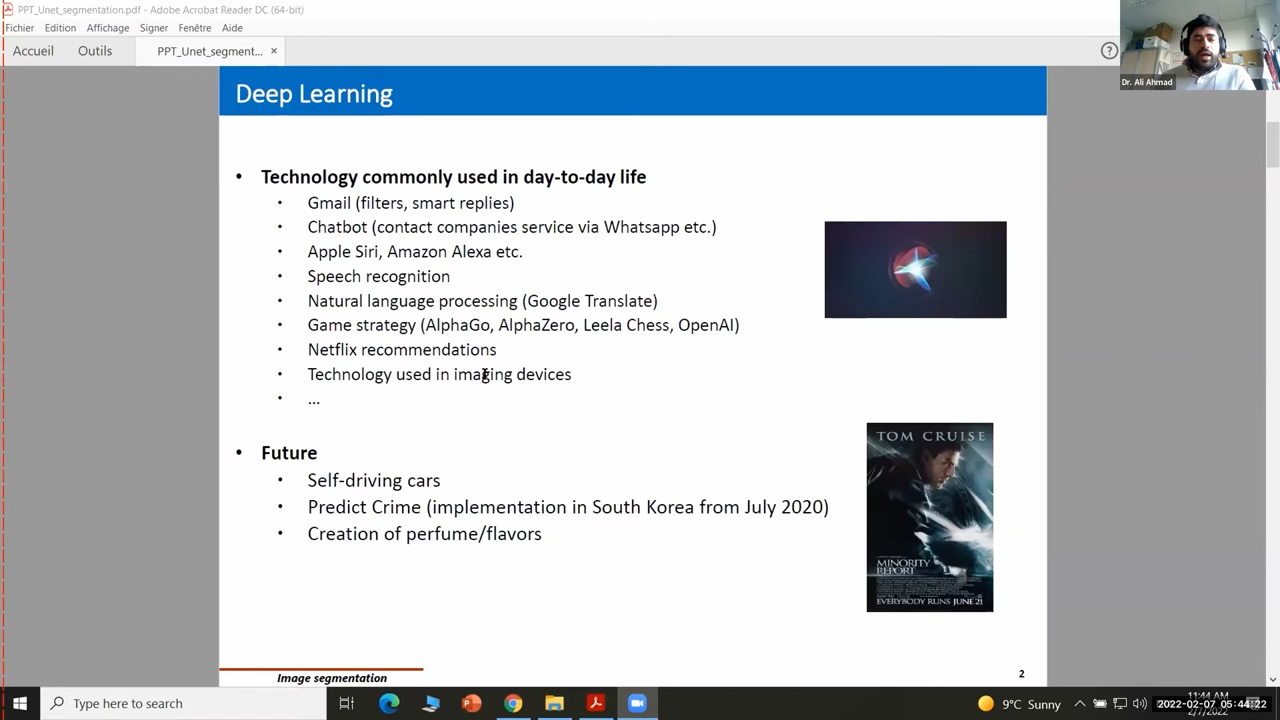 PPT_Unet_segmentation.pdf - Adobe Acrobat Reader DC (64-bit)
Fichier Edition Affichage Signer Fenêtre Aide
Accueil Outils PPT_Unet_segment... ×
?
Dr. Ali Ahmad
Deep Learning
• Technology commonly used in day-to-day life
• Gmail (filters, smart replies)
• Chatbot (contact companies service via Whatsapp etc.)
• Apple Siri, Amazon Alexa etc.
• Speech recognition
• Natural language processing (Google Translate)
• Game strategy (AlphaGo, AlphaZero, Leela Chess, OpenAI)
• Netflix recommendations
• Technology used in imaging devices
• ...
• Future
• Self-driving cars
• Predict Crime (implementation in South Korea from July 2020)
• Creation of perfume/flavors
TOM CRUISE
MINORITY
REPORT
EVERYBODY RUNS JUNE 21
Image segmentation
2
Type here to search
9°C Sunny
11:44 AM
2022-02-07 05:44:22